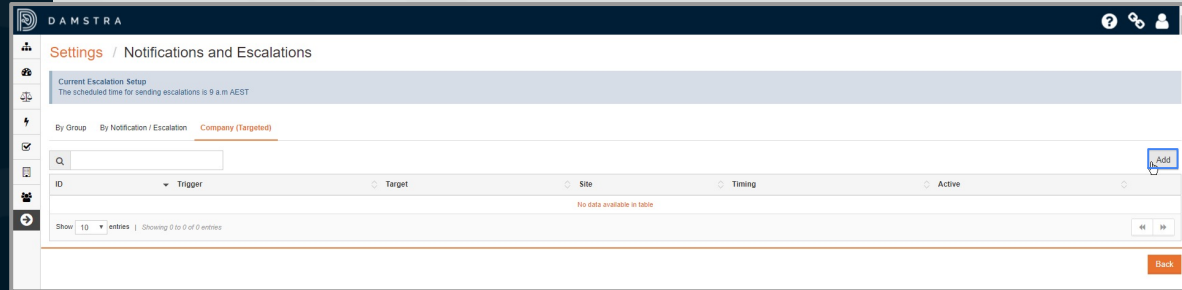 DAMSTRA
Settings / Notifications and Escalations
Current Escalation Setup
The scheduled time for sending escalations is 9 a.m AEST
By Group By Notification / Escalation Company (Targeted)
Add
ID Trigger Target Site Timing Active
No data available in table
Show 10 entries | Showing 0 to 0 of 0 entries
Back